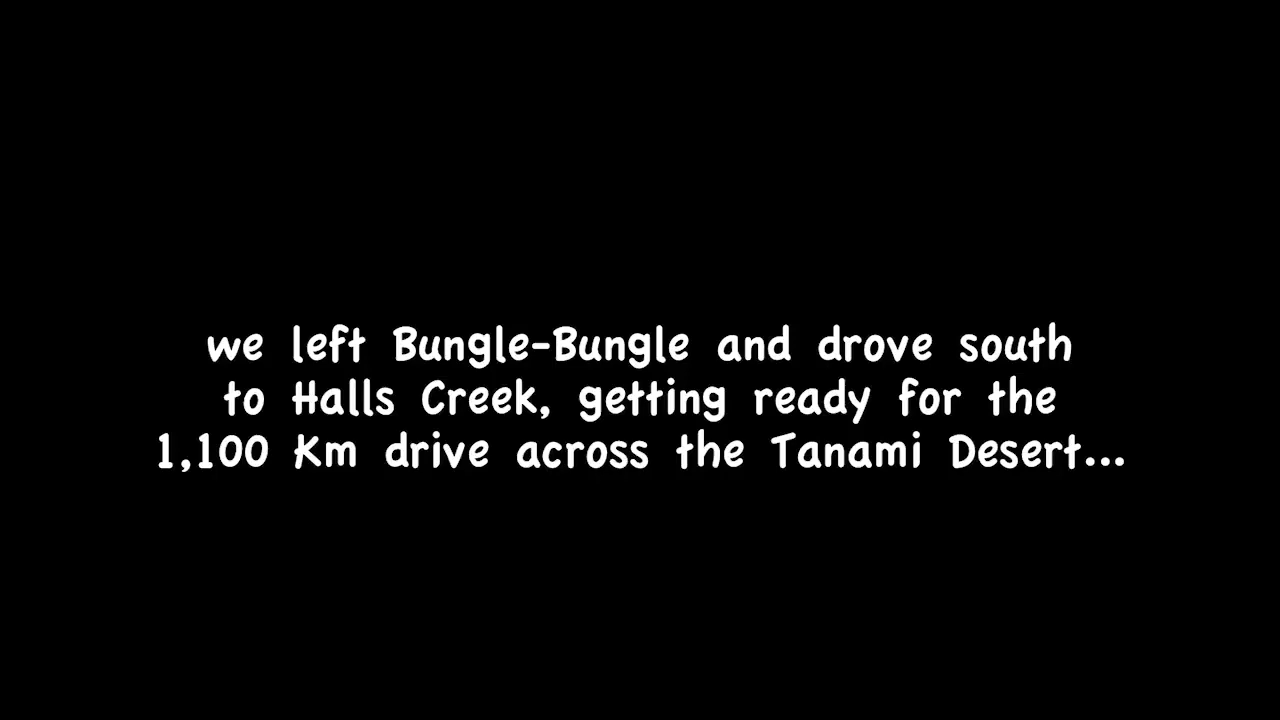 we left Bungle-Bungle and drove south
to Halls Creek, getting ready for the
1,100 Km drive across the Tanami Desert...